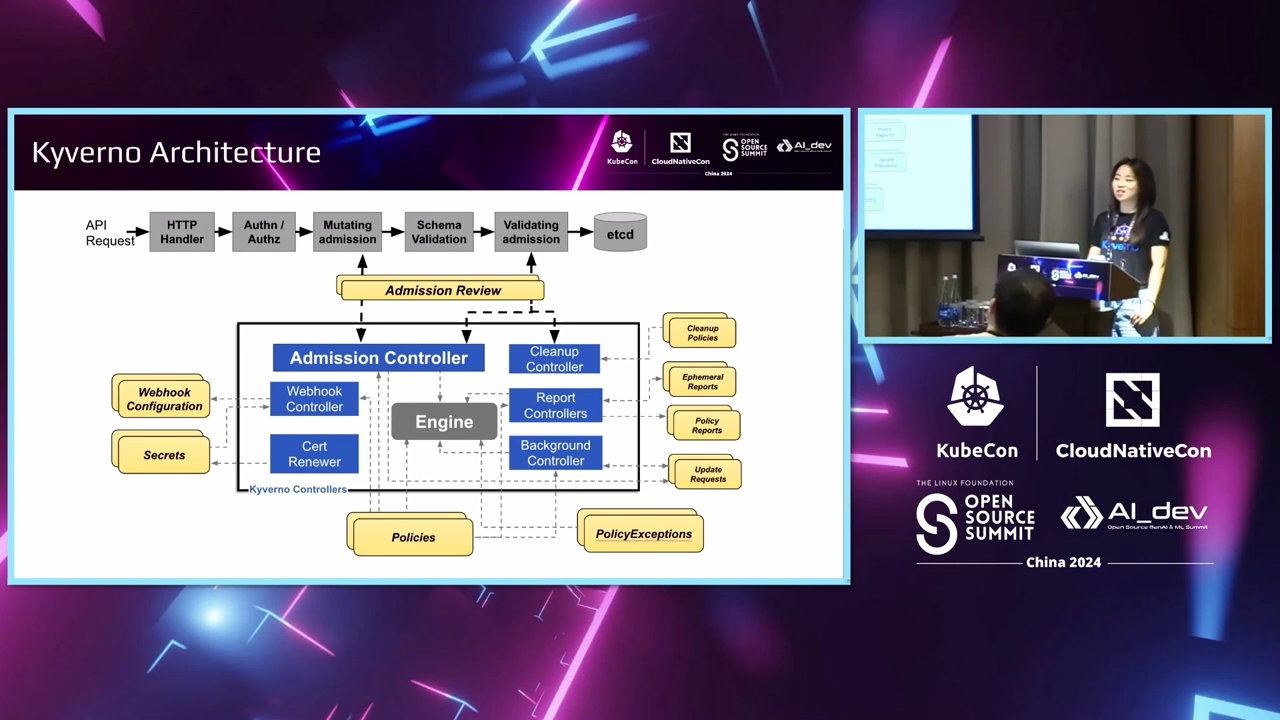 Kyverno Architecture
KubeCon
CloudNativeCon
THE LINUX FOUNDATION
OPEN
SOURCE
SUMMIT
AI_dev
China 2024
API
Request
HTTP
Handler
Authn /
Authz
Mutating
admission
Schema
Validation
Validating
admission
etcd
Admission Review
Admission Controller
Webhook
Controller
Cert
Renewer
Engine
Cleanup
Controller
Report
Controllers
Background
Controller
Kyverno Controllers
Webhook
Configuration
Secrets
Cleanup
Policies
Ephemeral
Reports
Policy
Reports
Update
Requests
Policies
PolicyExceptions
KubeCon
CloudNativeCon
THE LINUX FOUNDATION
OPEN
SOURCE
SUMMIT
AI_dev
Open Source GenAI & ML Summit
China 2024